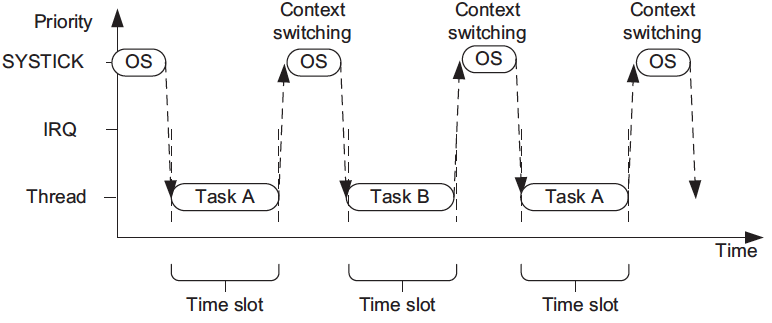 Context
switching
Context
switching
Context
switching
Priority
SYSTICK
OS
OS
OS
OS
IRQ
Thread
Task A
Task B
Task A
Time
Time slot
Time slot
Time slot